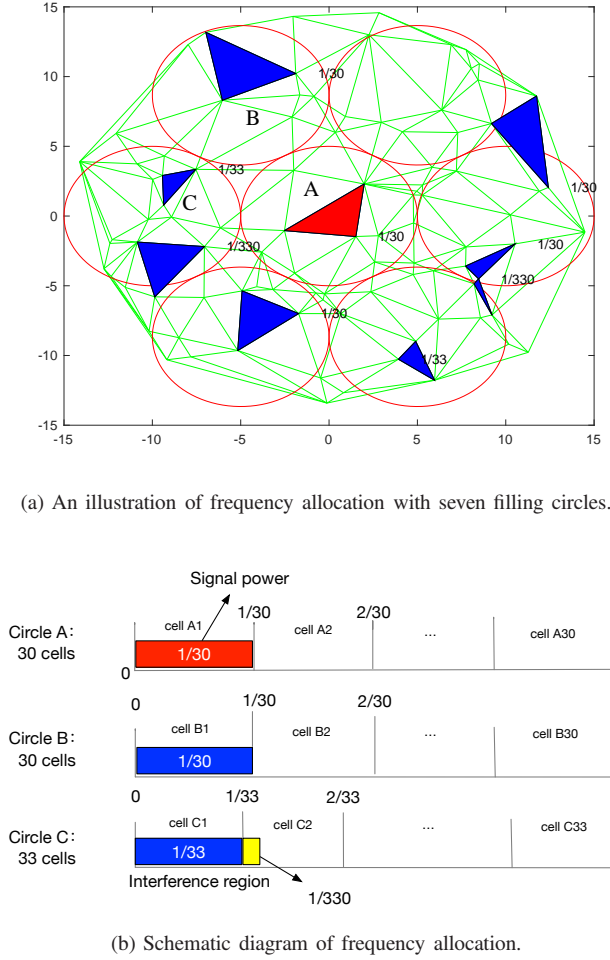 15
10
5
0
-5
-10
15
-15
-10
-5
0
5
10
15
A
B
C
1/30
1/33
1/30
1/330
1/30
1/30
1/30
1/330
1/33
(a) An illustration of frequency allocation with seven filling circles.
Signal power
Circle A:
30 cells
0
cell A1
1/30
1/30
cell A2
2/30
...
cell A30
Circle B:
30 cells
0
cell B1
1/30
1/30
cell B2
2/30
...
cell B30
Circle C:
33 cells
0
cell C1
1/33
1/33
cell C2
2/33
...
cell C33
Interference region
1/330
(b) Schematic diagram of frequency allocation.